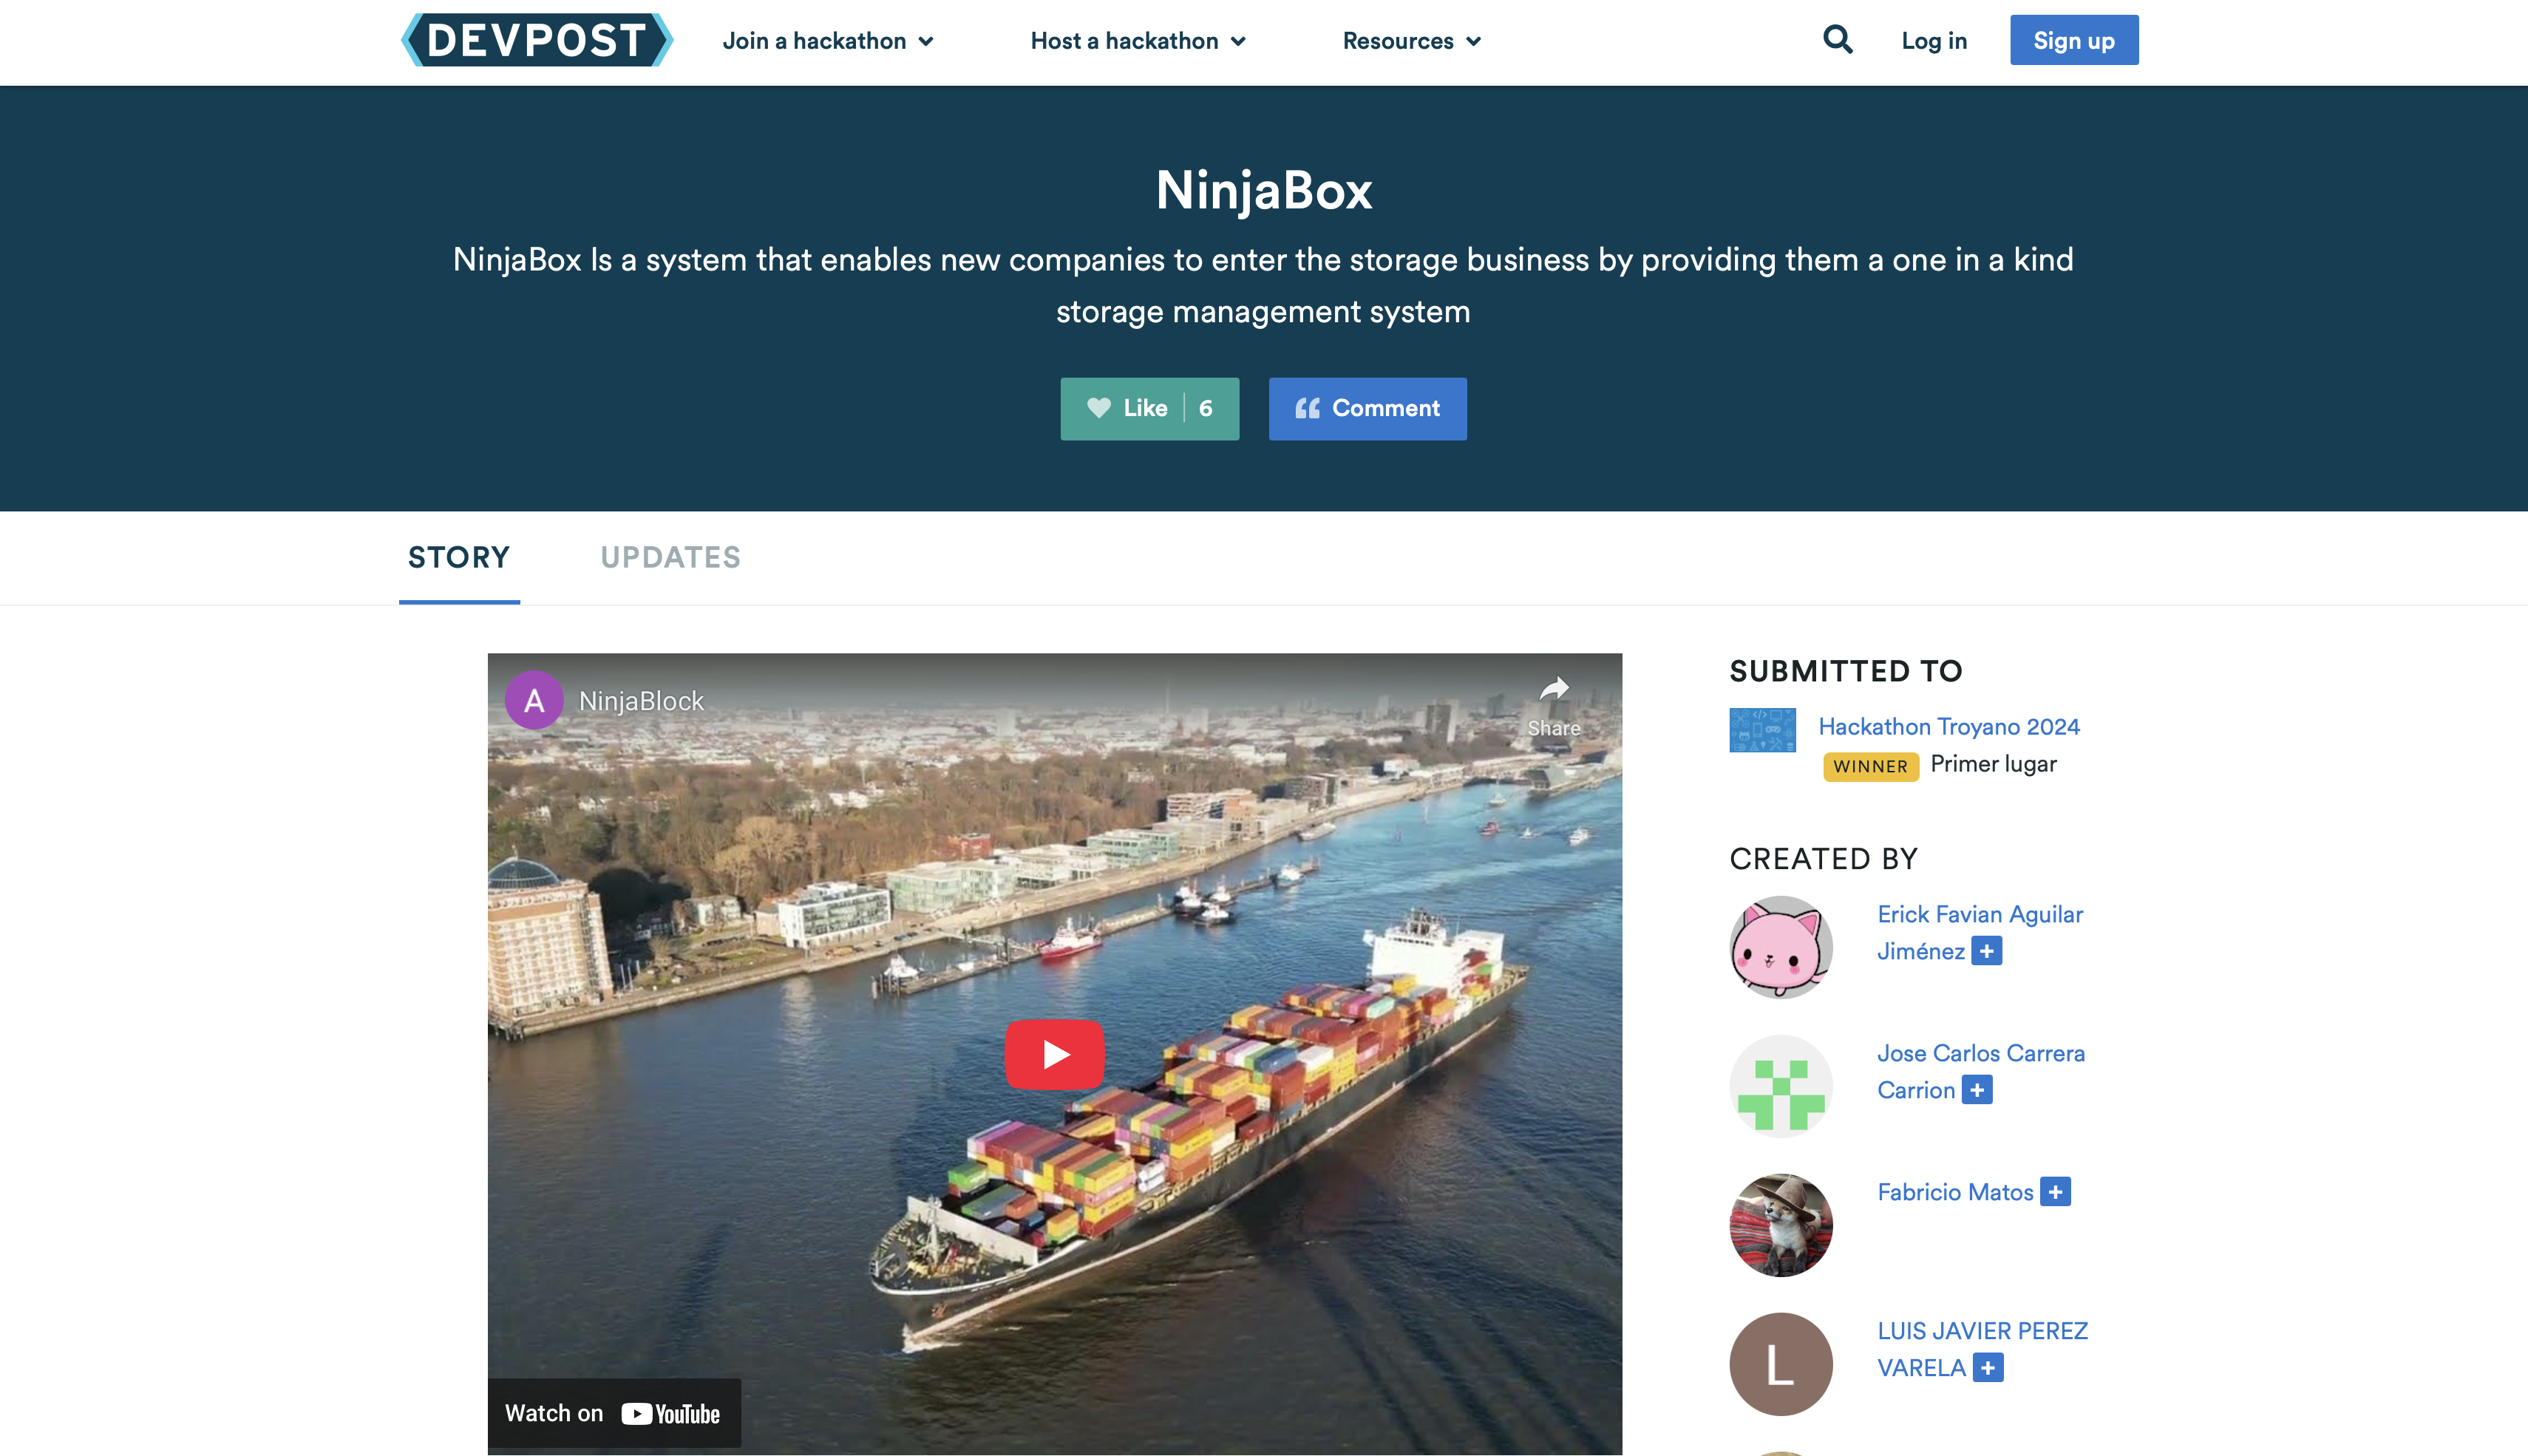 DEVPOST
Join a hackathon
Host a hackathon
Resources
Log in
Sign up
NinjaBox
NinjaBox Is a system that enables new companies to enter the storage business by providing them a one in a kind
storage management system
Like 6
Comment
STORY
UPDATES
A NinjaBlock
Share
Watch on YouTube
SUBMITTED TO
Hackathon Troyano 2024
WINNER Primer lugar
CREATED BY
Erick Favian Aguilar
Jiménez +
Jose Carlos Carrera
Carrion +
Fabricio Matos +
L
LUIS JAVIER PEREZ
VARELA +